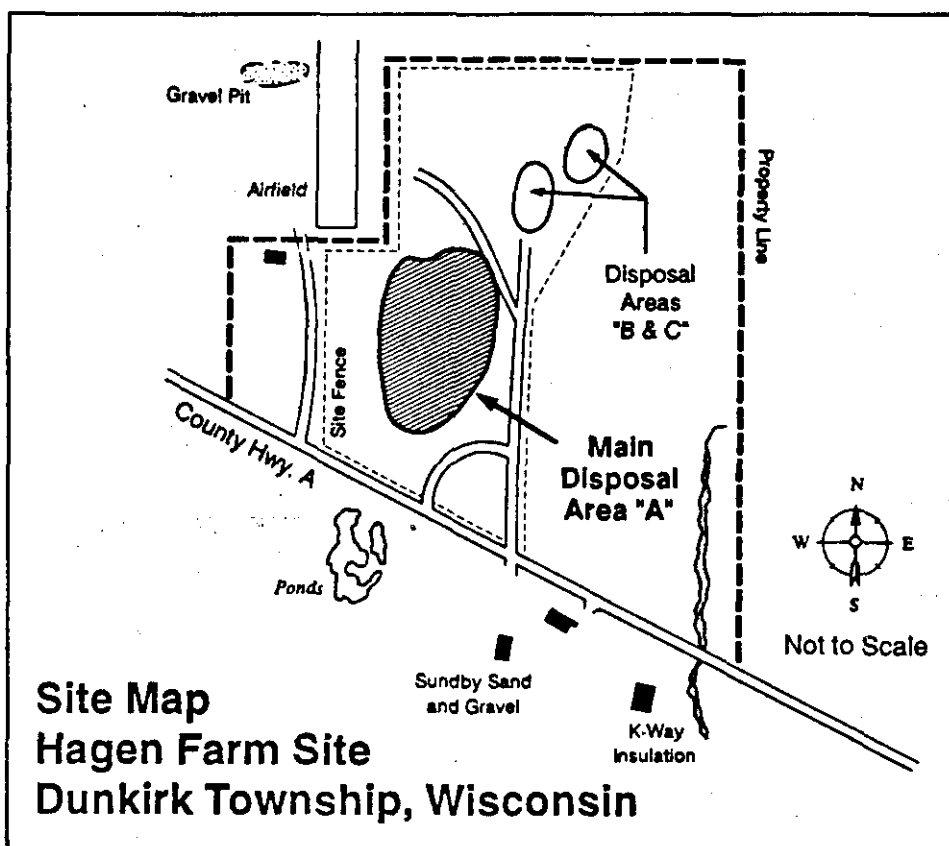 Gravel Pit
Airfield
Property Line
Disposal
Areas
"B & C"
Site Fence
County Hwy. A
Main
Disposal
Area "A"
N
W E
S
Not to Scale
Ponds
Sundby Sand
and Gravel
K-Way
Insulation
Site Map
Hagen Farm Site
Dunkirk Township, Wisconsin